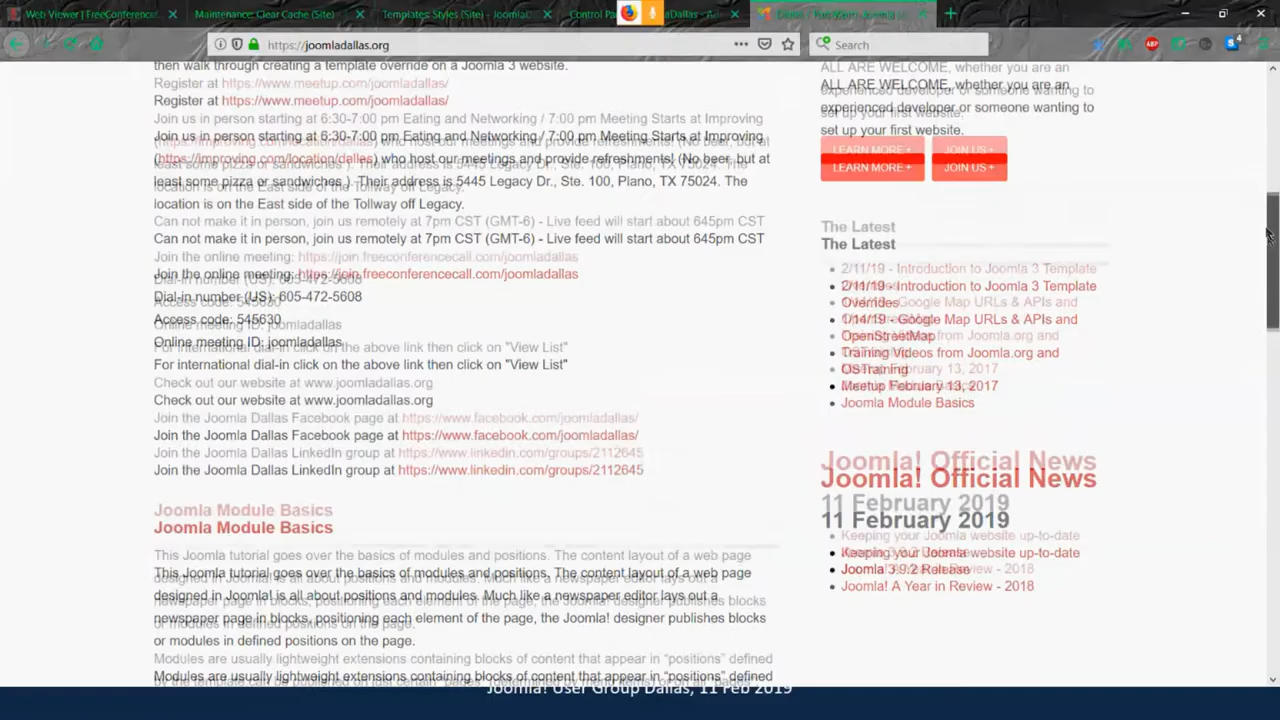 Web Viewer | FreeConference
Maintenance: Clear Cache (Site)
Templates: Styles (Site) - Joomla
Control Pa
https://joomladallas.org
Search
ABP
4
then walk through creating a template override on a Joomla 3 website.
Register at https://www.meetup.com/joomladallas/
Join us in person starting at 6:30-7:00 pm Eating and Networking / 7:00 pm Meeting Starts at Improving
(https://improving.com/location/dallas) who host our meetings and provide refreshments! (No beer, but at
least some pizza or sandwiches ). Their address is 5445 Legacy Dr., Ste. 100, Plano, TX 75024. The
location is on the East side of the Tollway off Legacy.
Can not make it in person, join us remotely at 7pm CST (GMT-6) - Live feed will start about 645pm CST
Join the online meeting: https://join.freeconferencecall.com/joomladallas
Dial-in number (US): 605-472-5608
Access code: 545630
Online meeting ID: joomladallas
For international dial-in click on the above link then click on "View List"
Check out our website at www.joomladallas.org
Join the Joomla Dallas Facebook page at https://www.facebook.com/joomladallas/
Join the Joomla Dallas LinkedIn group at https://www.linkedin.com/groups/2112645
Joomla Module Basics
This Joomla tutorial goes over the basics of modules and positions. The content layout of a web page
designed in Joomla! is all about positions and modules. Much like a newspaper editor lays out a
newspaper page in blocks, positioning each element of the page, the Joomla! designer publishes blocks
or modules in defined positions on the page.
Modules are usually lightweight extensions containing blocks of content that appear in “positions” defined
ALL ARE WELCOME, whether you are an
experienced developer or someone wanting to
set up your first website.
LEARN MORE +
JOIN US +
The Latest
2/11/19 - Introduction to Joomla 3 Template
Overrides
1/14/19 - Google Map URLs & APIs and
OpenStreetMap
Training Videos from Joomla.org and
OSTraining
Meetup February 13, 2017
Joomla Module Basics
Joomla! Official News
11 February 2019
Keeping your Joomla website up-to-date
Joomla 3.9.2 Release
Joomla! A Year in Review - 2018
Joomla! User Group Dallas, 11 Feb 2019